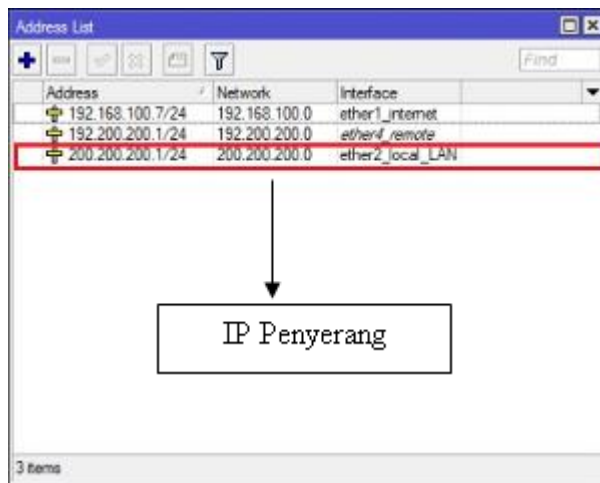 Address List
Find
Address Network Interface
192.168.100.7/24 192.168.100.0 ether1_internet
192.200.200.1/24 192.200.200.0 ether4_remote
200.200.200.1/24 200.200.200.0 ether2_local_LAN
IP Penyerang
3 items